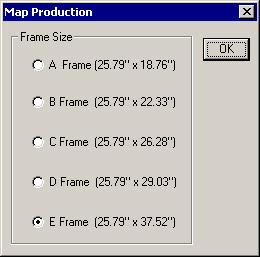 Map Production
Frame Size
OK
A Frame (25.79" x 18.76")
B Frame (25.79" x 22.33")
C Frame (25.79" x 26.28")
D Frame (25.79" x 29.03")
E Frame (25.79" x 37.52")